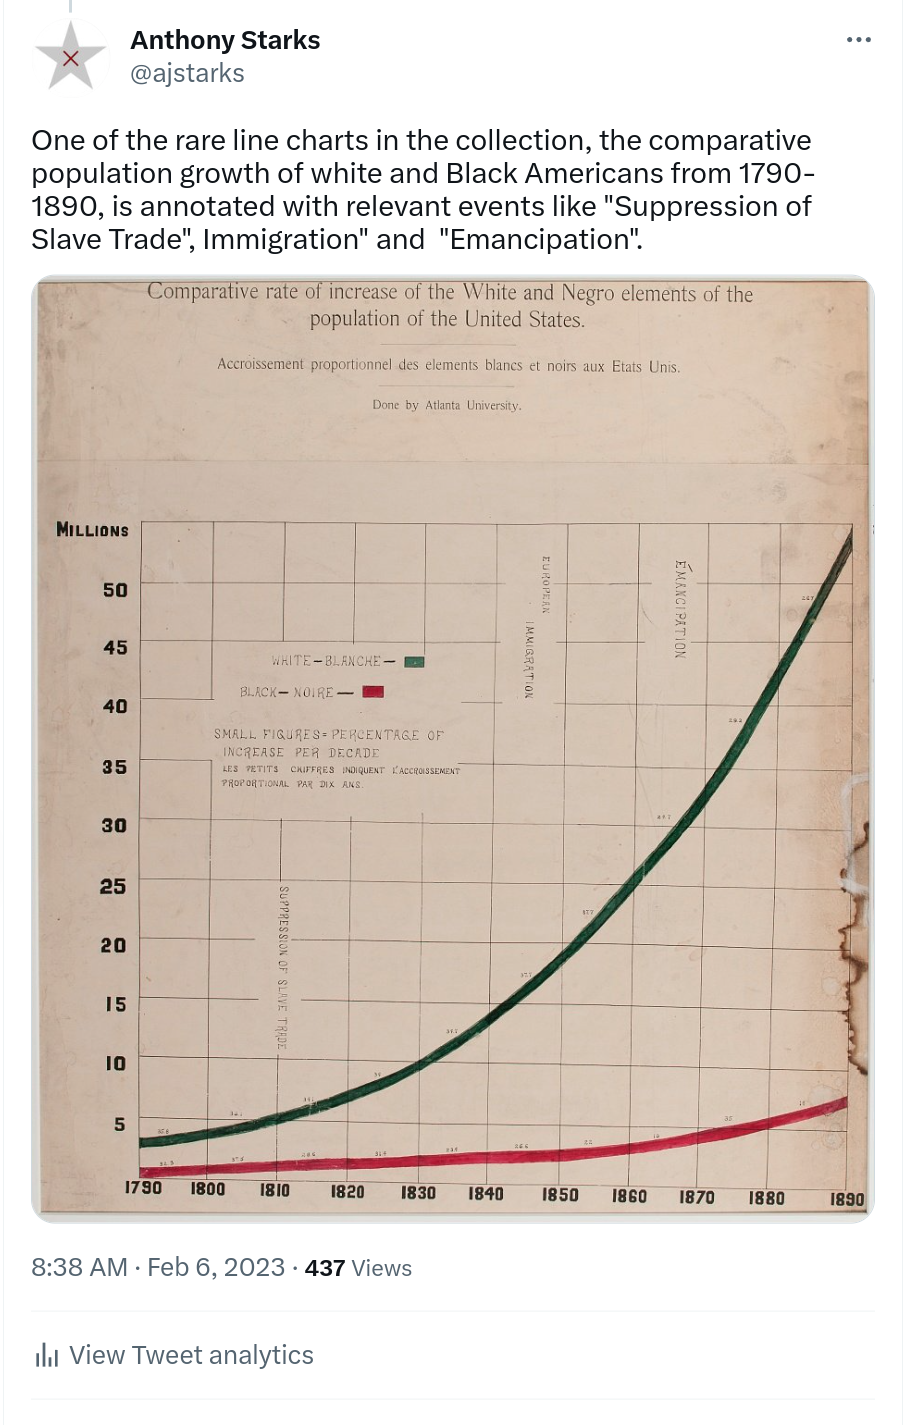 Anthony Starks
@ajstarks
One of the rare line charts in the collection, the comparative
population growth of white and Black Americans from 1790-
1890, is annotated with relevant events like "Suppression of
Slave Trade", Immigration" and  "Emancipation".
Comparative rate of increase of the White and Negro elements of the
population of the United States.
Accroissement proportionnel des elements blancs et noirs aux Etats Unis.
Done by Atlanta University.
MILLIONS
50
45
40
35
30
25
20
15
10
5
EUROPEAN
IMMIGRATION
ÉMANCIPATION
WHITE-BLANCHE-
BLACK- NOIRE-
SMALL FIGURES= PERCENTAGE OF
INCREASE PER DECADE
LES PETITS CHIFFRES INDIQUENT L'ACCROISSEMENT
PROPORTIONAL PAR DIX ANS.
SUPPRESSION OF SLAVE TRADE
1790 1800 1810 1820 1830 1840 1850 1860 1870 1880 1890
8:38 AM · Feb 6, 2023 · 437 Views
View Tweet analytics